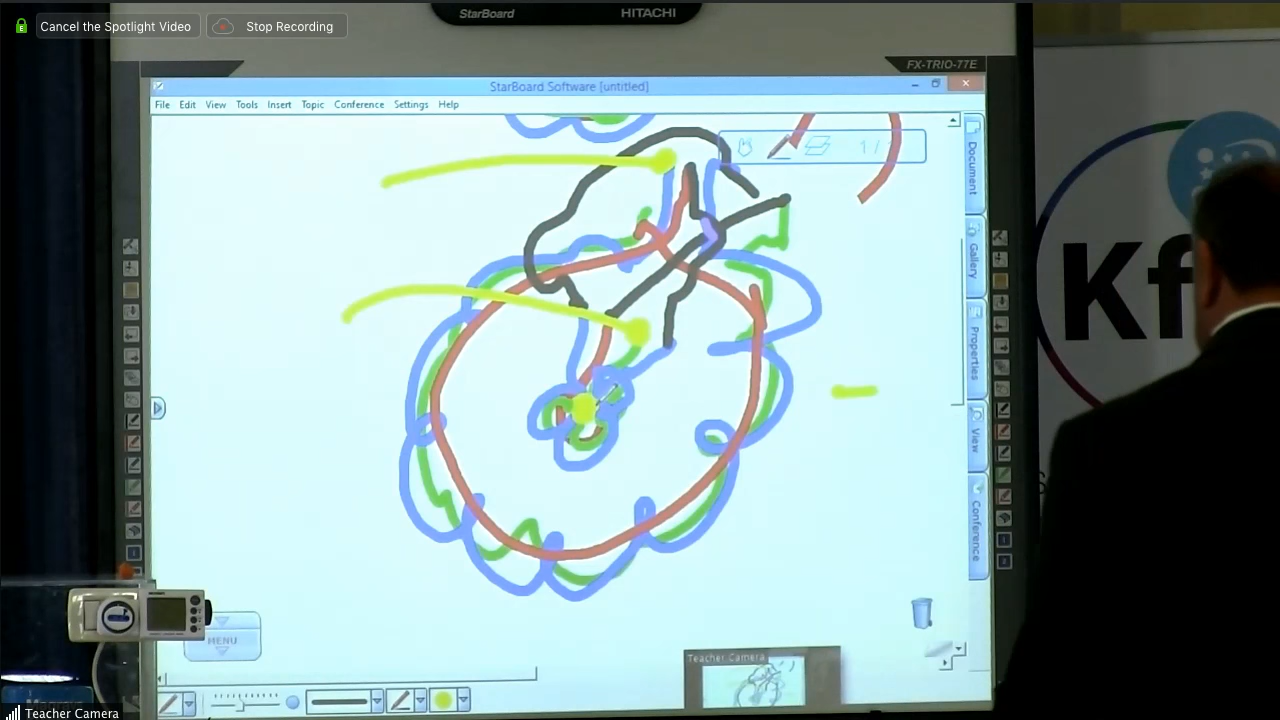 Cancel the Spotlight Video
Stop Recording
StarBoard
HITACHI
FX-TRIO-77E
StarBoard Software [untitled]
File Edit View Tools Insert Topic Conference Settings Help
1 /
Document
Gallery
Properties
View
Conference
Kf
MENU
Teacher Camera
Teacher Camera